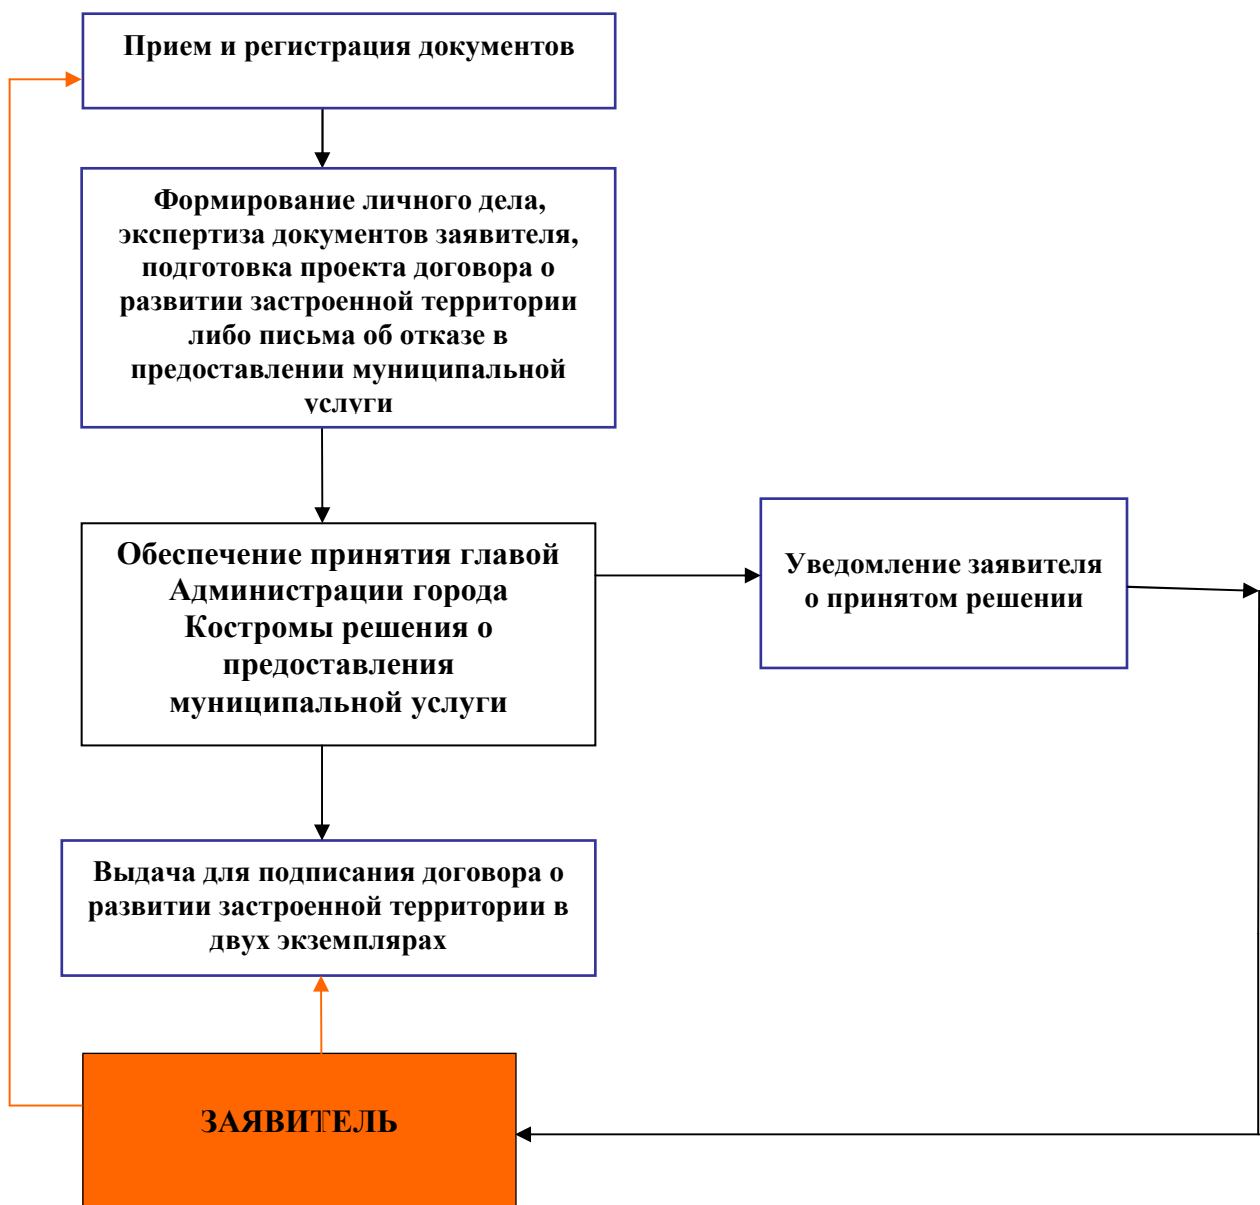 Прием и регистрация документов
Формирование личного дела,
экспертиза документов заявителя,
подготовка проекта договора о
развитии застроенной территории
либо письма об отказе в
предоставлении муниципальной
услуги
Обеспечение принятия главой
Администрации города
Костромы решения о
предоставления
муниципальной услуги
Уведомление заявителя
о принятом решении
Выдача для подписания договора о
развитии застроенной территории в
двух экземплярах
ЗАЯВИТЕЛЬ